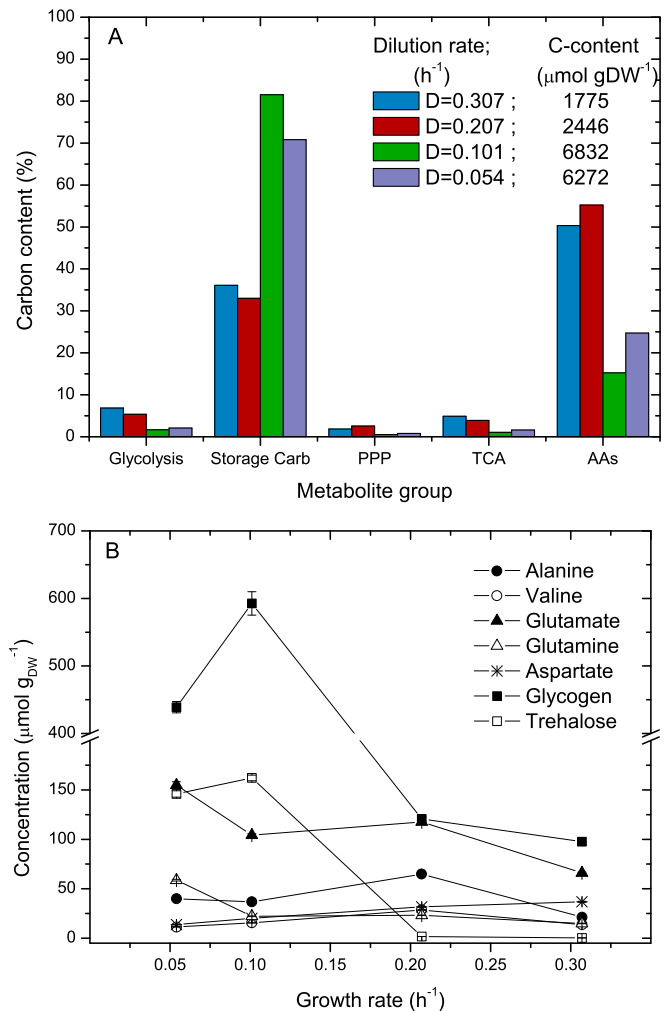 A
Dilution rate; C-content
(h⁻¹) (μmol gDW⁻¹)
D=0.307 ; 1775
D=0.207 ; 2446
D=0.101 ; 6832
D=0.054 ; 6272
100
90
80
70
60
50
40
30
20
10
0
Carbon content (%)
Glycolysis Storage Carb PPP TCA AAs
Metabolite group
B
Alanine
Valine
Glutamate
Glutamine
Aspartate
Glycogen
Trehalose
700
600
500
400
150
100
50
0
Concentration (μmol g_DW⁻¹)
0.05 0.10 0.15 0.20 0.25 0.30
Growth rate (h⁻¹)